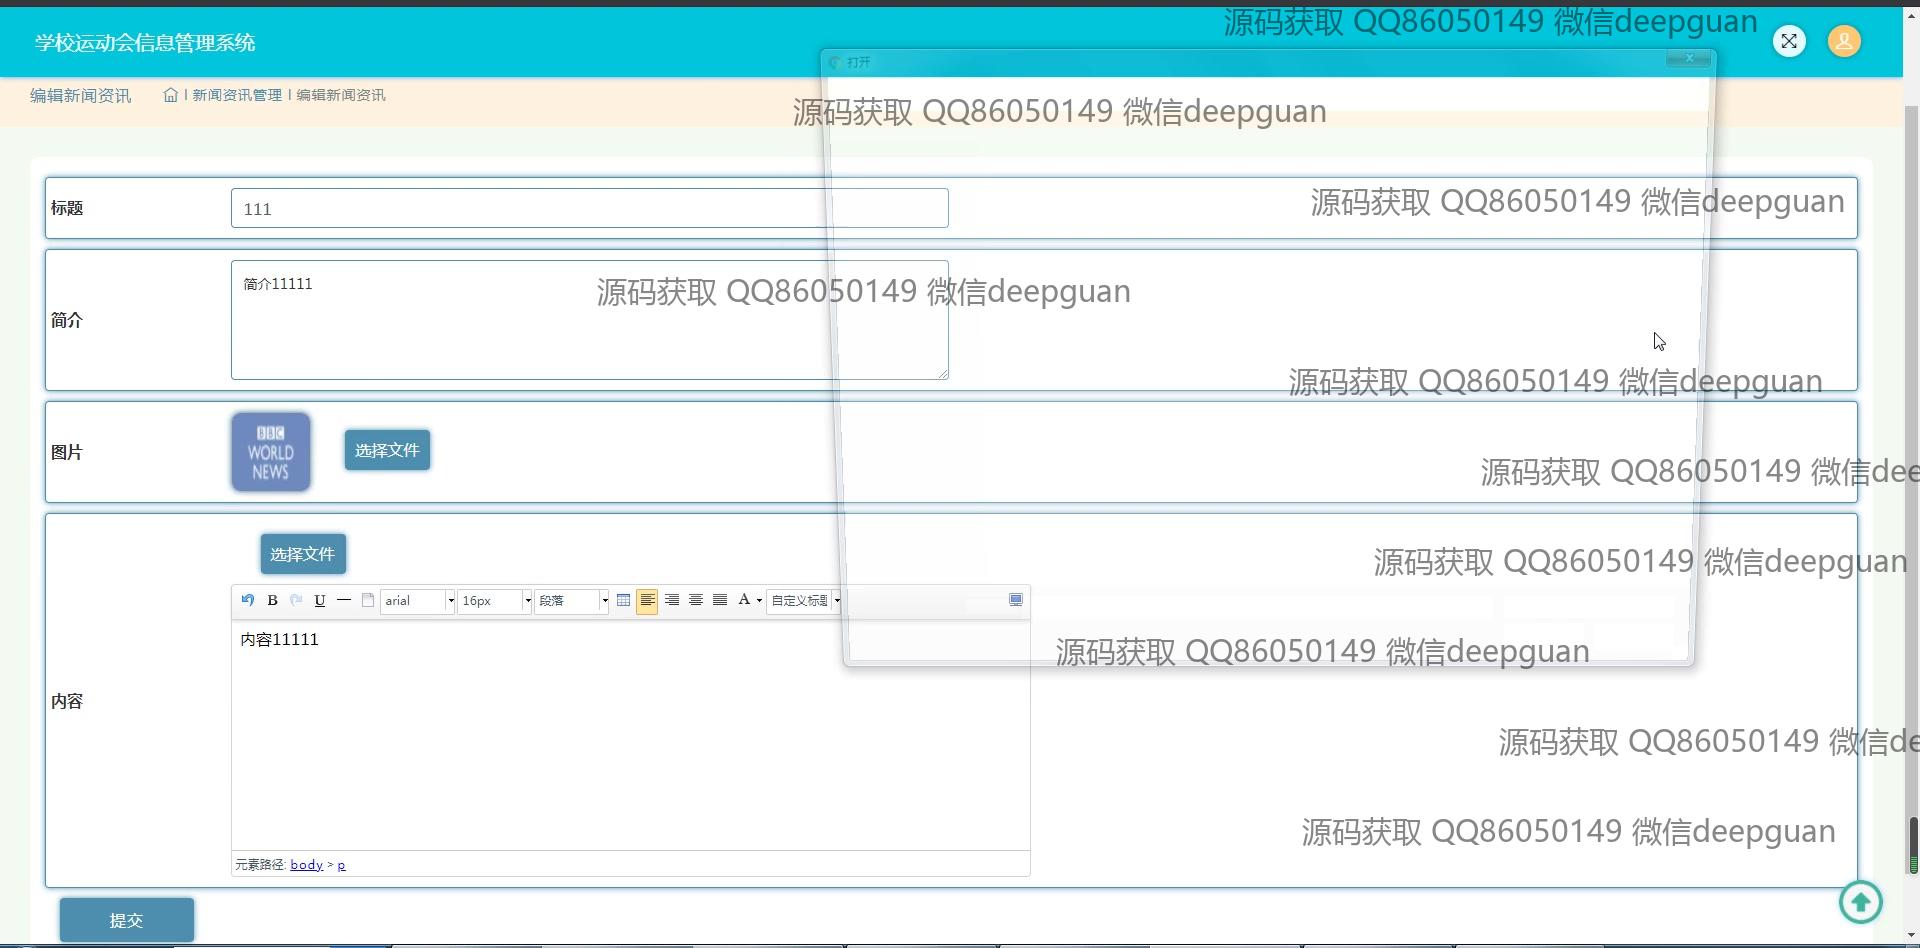 源码获取 QQ86050149 微信deepguan
学校运动会信息管理系统
打开
编辑新闻资讯
新闻资讯管理 编辑新闻资讯
源码获取 QQ86050149 微信deepguan
标题
111
源码获取 QQ86050149 微信deepguan
简介11111
源码获取 QQ86050149 微信deepguan
简介
源码获取 QQ86050149 微信deepguan
图片
BBC
WORLD
NEWS
选择文件
源码获取 QQ86050149 微信dee
选择文件
源码获取 QQ86050149 微信deepguan
B U arial 16px 段落 A 自定义标题
内容11111
源码获取 QQ86050149 微信deepguan
内容
源码获取 QQ86050149 微信de
源码获取 QQ86050149 微信deepguan
元素路径: body > p
提交